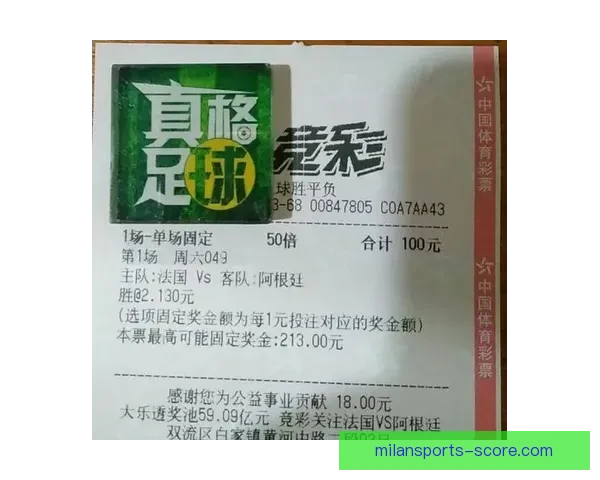 真格
足球
竞彩
球胜平负
3-68 00847805 C0A7AA43
1场-单场固定 50倍 合计 100元
第1场 周六049
主队:法国 Vs 客队:阿根廷
胜@2.130元
(选项固定奖金额为每1元投注对应的奖金额)
本票最高可能固定奖金:213.00元
感谢您为公益事业贡献 18.00元
大乐透奖池59.09亿元 竞彩关注法国VS阿根廷
双流区白家镇黄河中路二段
中国体育彩票
中国体育彩票
milansports-score.com